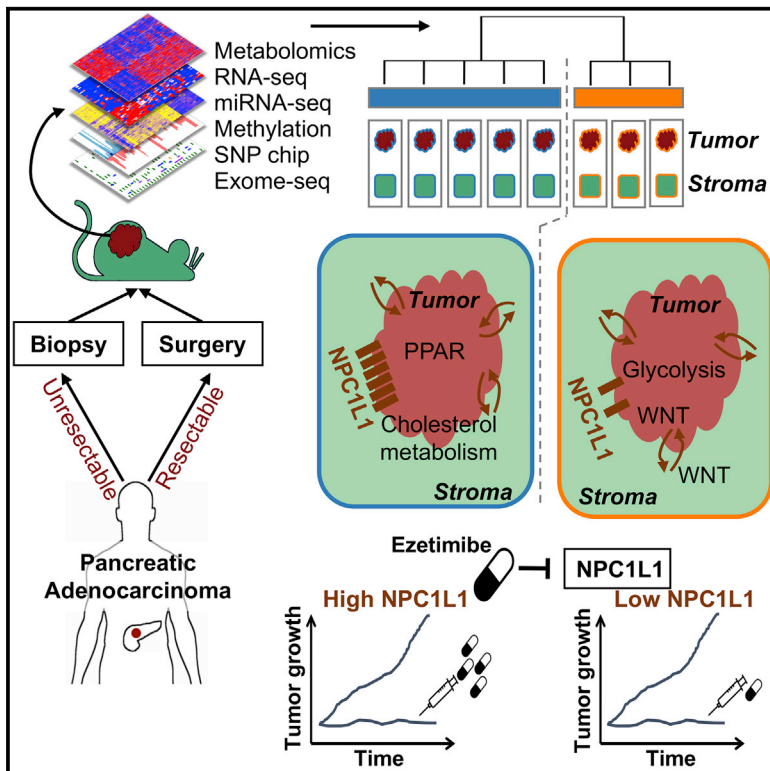 Metabolomics
RNA-seq
miRNA-seq
Methylation
SNP chip
Exome-seq
Tumor
Stroma
Biopsy
Surgery
Unresectable
Resectable
Pancreatic
Adenocarcinoma
Tumor
PPAR
NPC1L1
Cholesterol
metabolism
Stroma
Tumor
Glycolysis
NPC1L1
WNT
WNT
Stroma
Ezetimibe
NPC1L1
High NPC1L1
Tumor growth
Time
Low NPC1L1
Tumor growth
Time